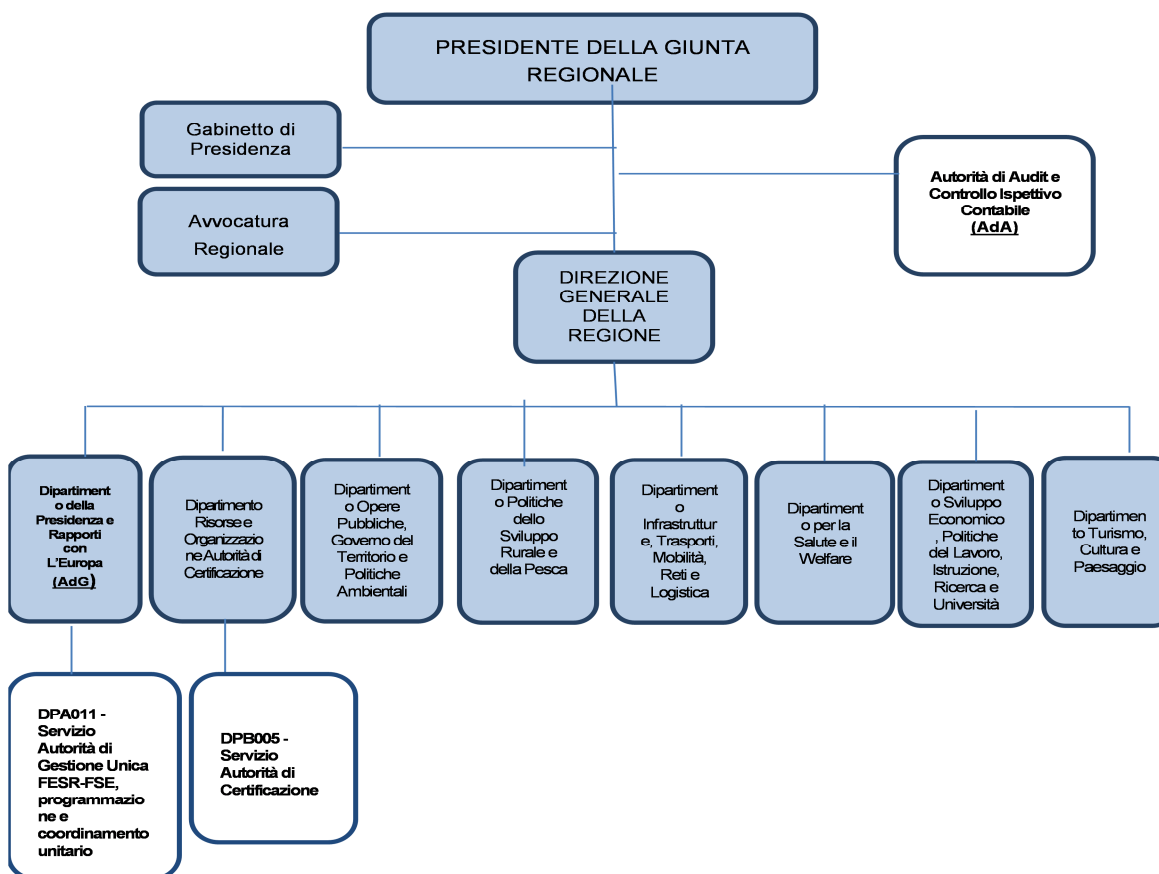 PRESIDENTE DELLA GIUNTA
REGIONALE
Gabinetto di
Presidenza
Autorità di Audit e
Controllo Ispettivo
Contabile
(AdA)
Avvocatura
Regionale
DIREZIONE
GENERALE
DELLA
REGIONE
Dipartiment
o della
Presidenza e
Rapporti
con
L'Europa
(AdG)
Dipartimento
Risorse e
Organizzazio
ne Autorità di
Certificazione
Dipartiment
o Opere
Pubbliche,
Governo del
Territorio e
Politiche
Ambientali
Dipartiment
o Politiche
dello
Sviluppo
Rurale e
della Pesca
Dipartiment
o
Infrastruttur
e, Trasporti,
Mobilità,
Reti e
Logistica
Dipartiment
o per la
Salute e il
Welfare
Dipartiment
o Sviluppo
Economico
, Politiche
del Lavoro,
Istruzione,
Ricerca e
Università
Dipartimen
to Turismo,
Cultura e
Paesaggio
DPA011 -
Servizio
Autorità di
Gestione Unica
FESR-FSE,
programmazio
ne e
coordinamento
unitario
DPB005 -
Servizio
Autorità di
Certificazione